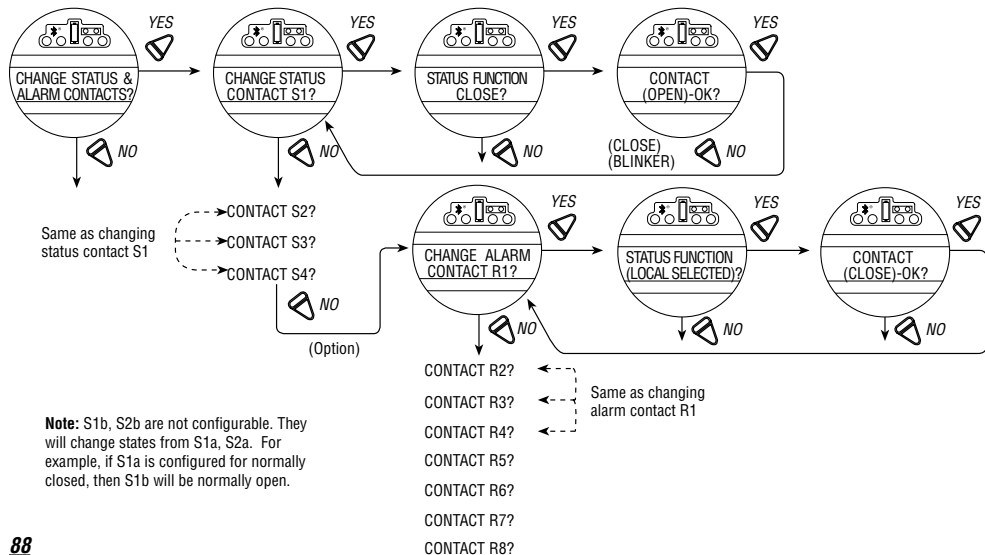 YES
YES
YES
YES
CHANGE STATUS &
ALARM CONTACTS?
CHANGE STATUS
CONTACT S1?
STATUS FUNCTION
CLOSE?
CONTACT
(OPEN)-OK?
NO
NO
NO
(CLOSE)
(BLINKER)
NO
Same as changing
status contact S1
CONTACT S2?
CONTACT S3?
CONTACT S4?
NO
(Option)
YES
YES
YES
CHANGE ALARM
CONTACT R1?
STATUS FUNCTION
(LOCAL SELECTED)?
CONTACT
(CLOSE)-OK?
NO
NO
NO
CONTACT R2?
CONTACT R3?
CONTACT R4?
CONTACT R5?
CONTACT R6?
CONTACT R7?
CONTACT R8?
Same as changing
alarm contact R1
Note: S1b, S2b are not configurable. They
will change states from S1a, S2a. For
example, if S1a is configured for normally
closed, then S1b will be normally open.
88